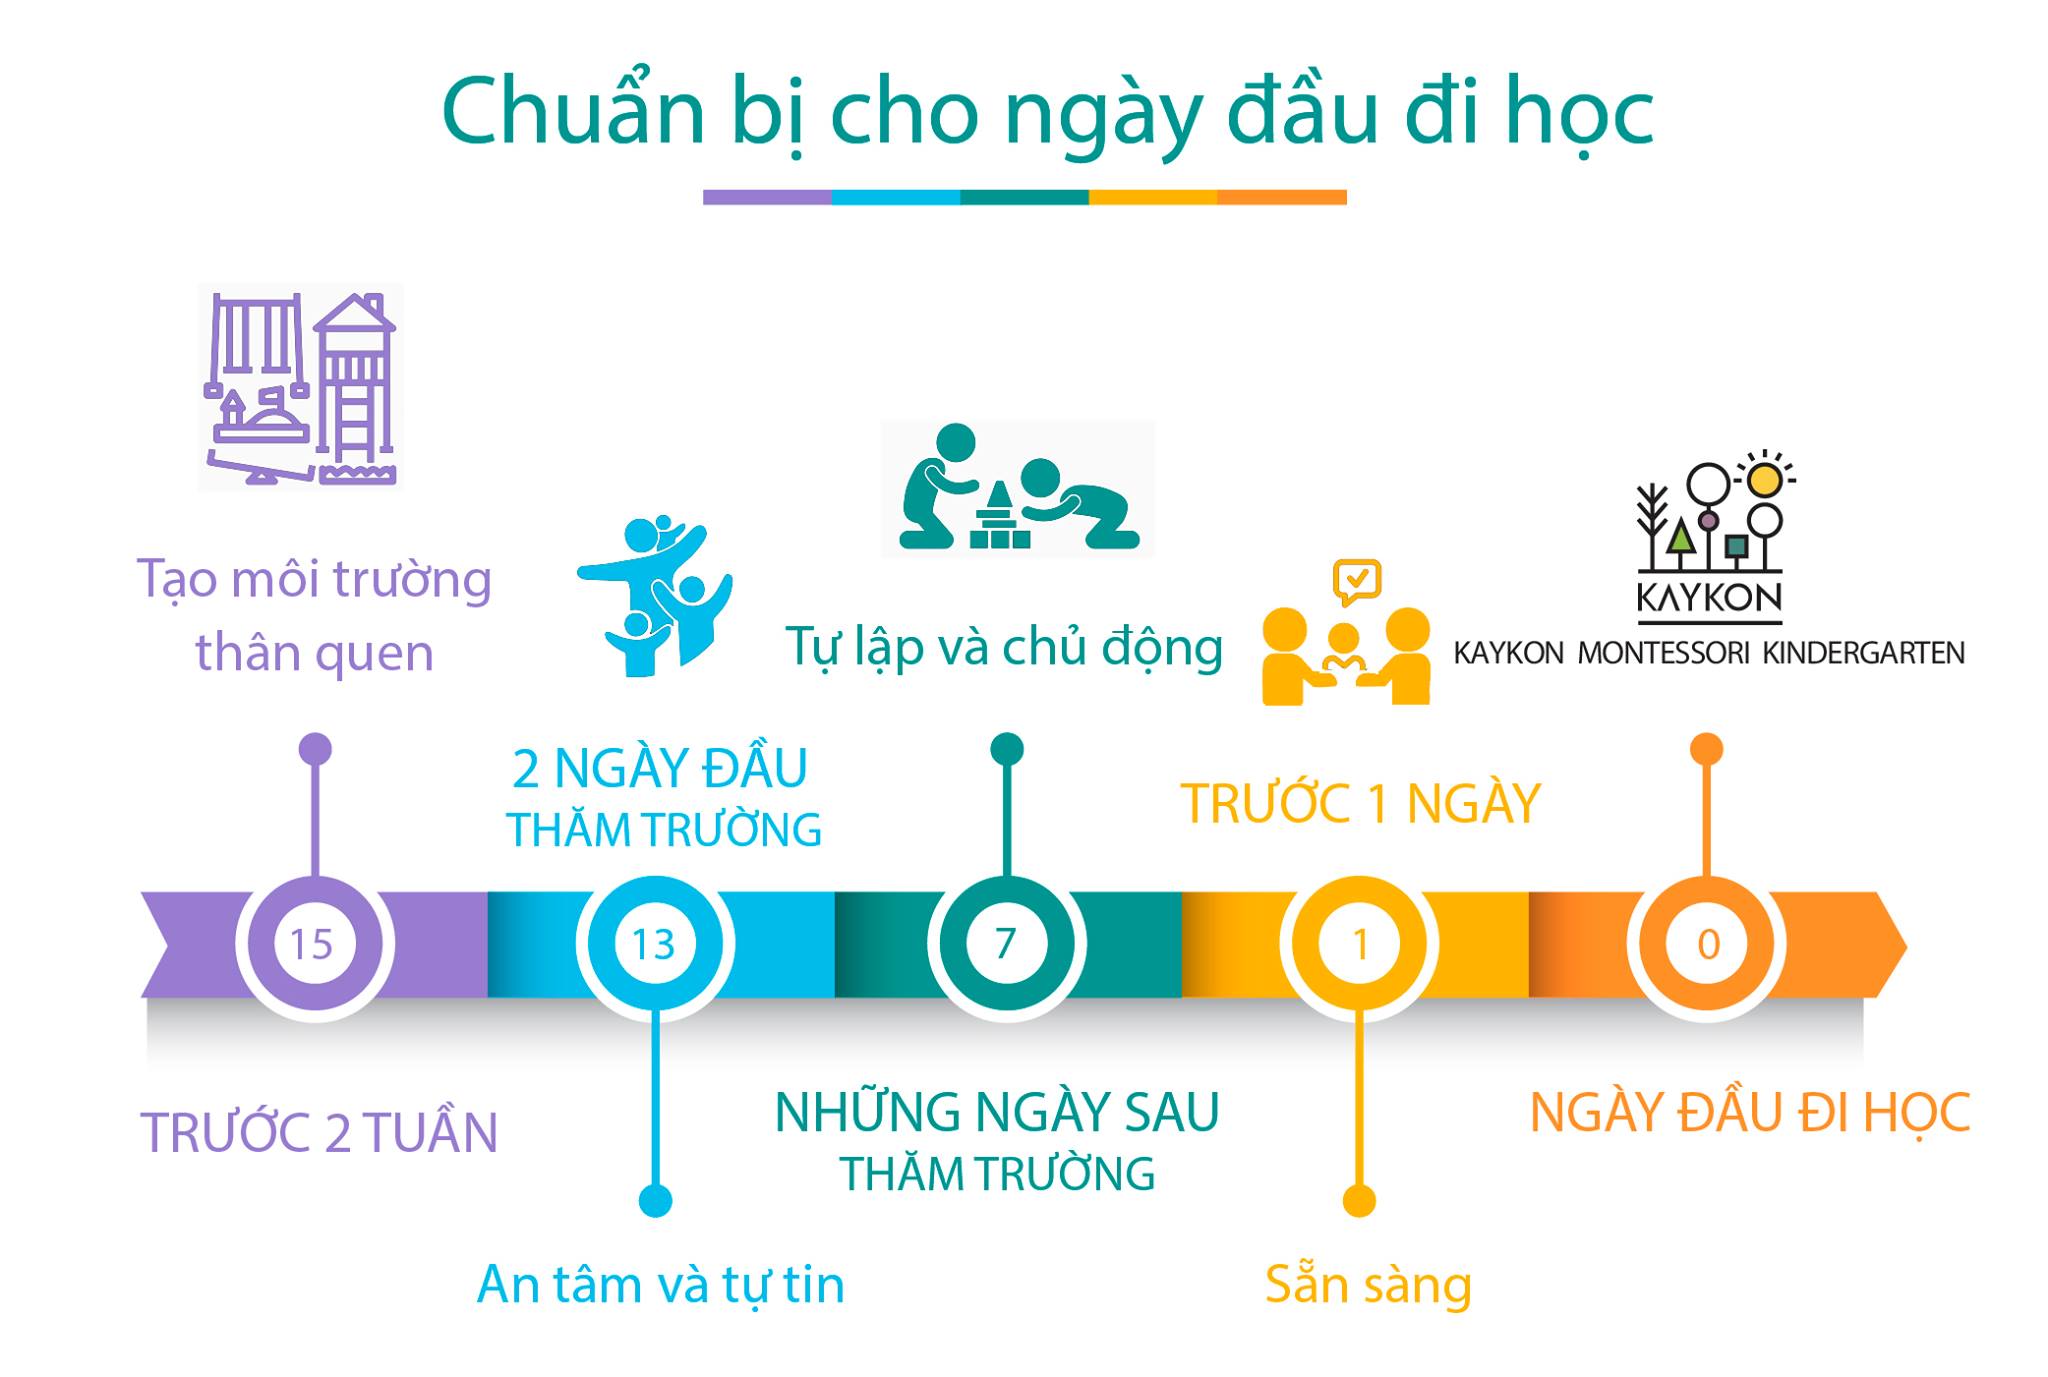 Chuẩn bị cho ngày đầu đi học
Tạo môi trường
thân quen
15
TRƯỚC 2 TUẦN
2 NGÀY ĐẦU
THĂM TRƯỜNG
13
An tâm và tự tin
Tự lập và chủ động
7
NHỮNG NGÀY SAU
THĂM TRƯỜNG
TRƯỚC 1 NGÀY
1
Sẵn sàng
KAYKON
KAYKON MONTESSORI KINDERGARTEN
0
NGÀY ĐẦU ĐI HỌC